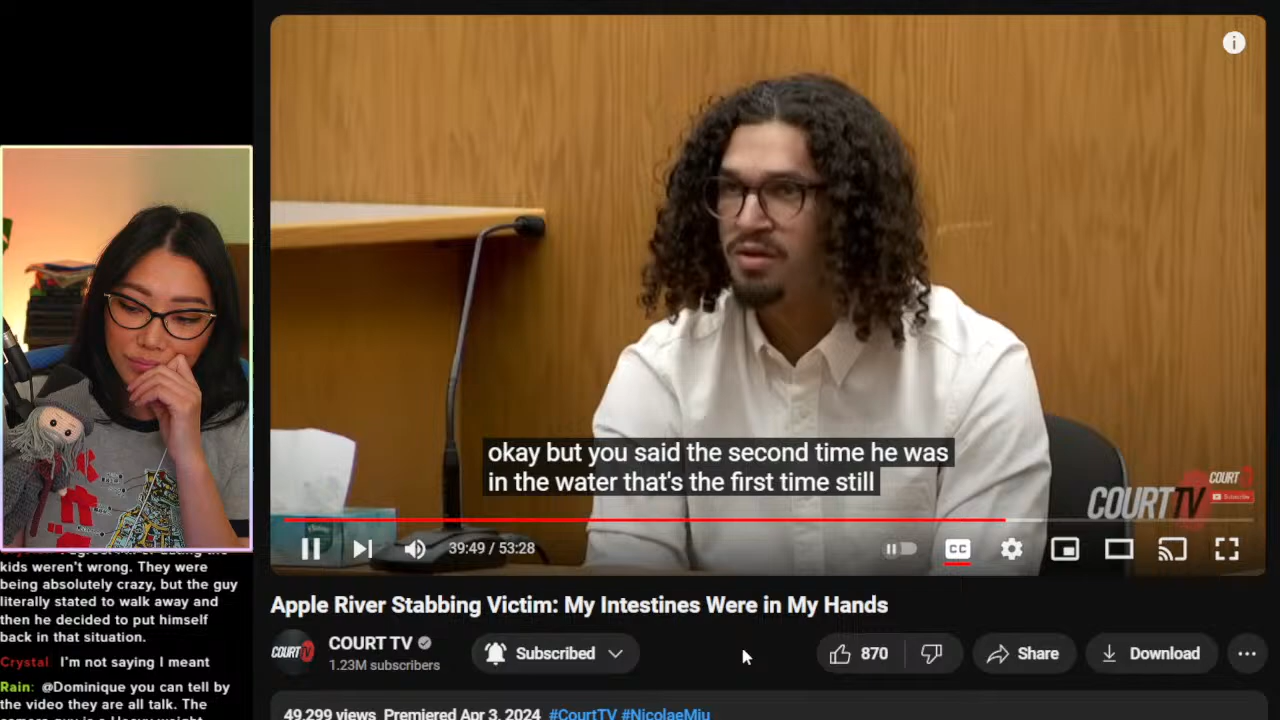 okay but you said the second time he was
in the water that's the first time still
COURT TV
COURT
Subscribe
39:49 / 53:28
CC
Apple River Stabbing Victim: My Intestines Were in My Hands
COURT TV
COURT TV
1.23M subscribers
Subscribed
870
Share
Download
49,299 views Premiered Apr 3, 2024 #CourtTV #NicolaeMiu
kids weren't wrong. They were
being absolutely crazy, but the guy
literally stated to walk away and
then he decided to put himself
back in that situation.
Crystal: I'm not saying I meant
Rain: @Dominique you can tell by
the video they are all talk. The